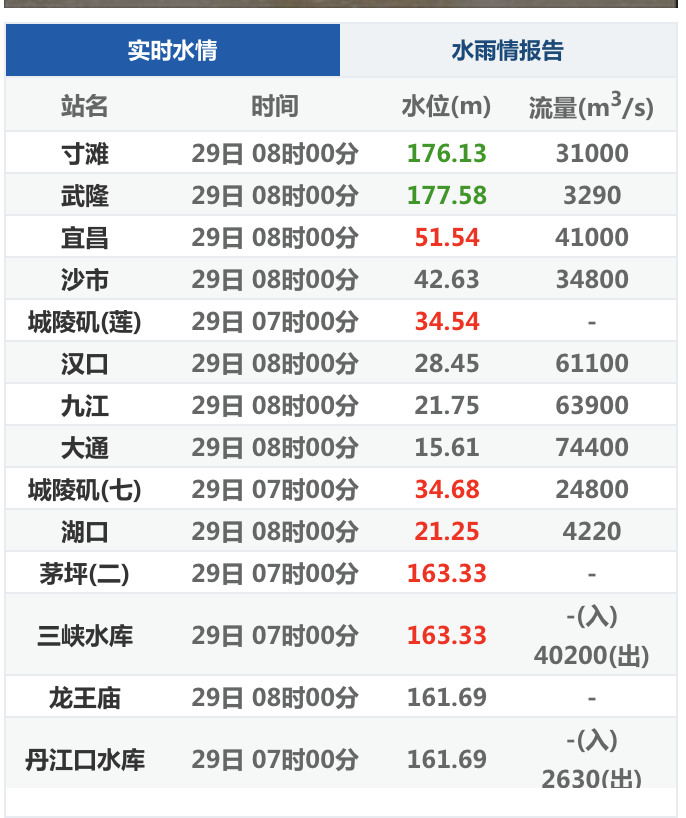 实时水情 水雨情报告
站名 时间 水位(m) 流量(m³/s)
寸滩 29日 08时00分 176.13 31000
武隆 29日 08时00分 177.58 3290
宜昌 29日 08时00分 51.54 41000
沙市 29日 08时00分 42.63 34800
城陵矶(莲) 29日 07时00分 34.54 -
汉口 29日 08时00分 28.45 61100
九江 29日 08时00分 21.75 63900
大通 29日 08时00分 15.61 74400
城陵矶(七) 29日 07时00分 34.68 24800
湖口 29日 08时00分 21.25 4220
茅坪(二) 29日 07时00分 163.33 -
三峡水库 29日 07时00分 163.33 -(入)
40200(出)
龙王庙 29日 08时00分 161.69 -
丹江口水库 29日 07时00分 161.69 -(入)
2630(出)